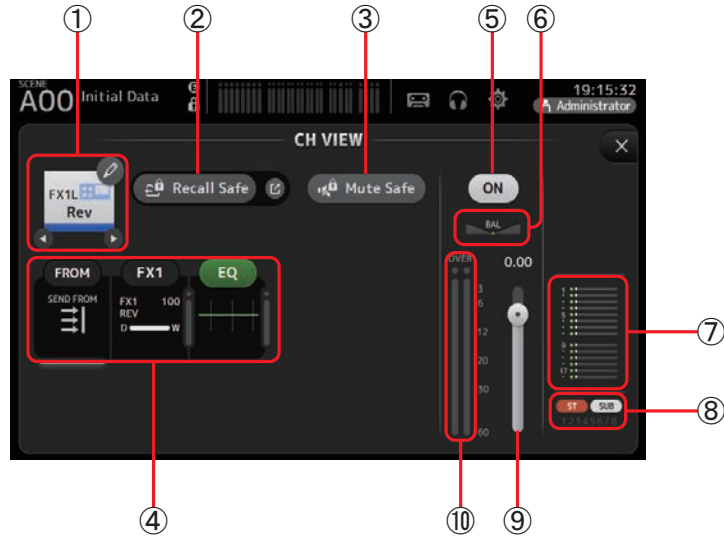 ① ② ③ ⑤ ⑥
SCENE
A00 Initial Data
19:15:32
Administrator
CH VIEW
FX1L
Rev
Recall Safe
Mute Safe
ON
BAL
FROM
FX1
EQ
SEND FROM
FX1 100
REV
D W
OVER
0.00
3
6
12
20
30
60
1
5
9
17
ST SUB
12345678
⑦
⑧
④ ⑩ ⑨